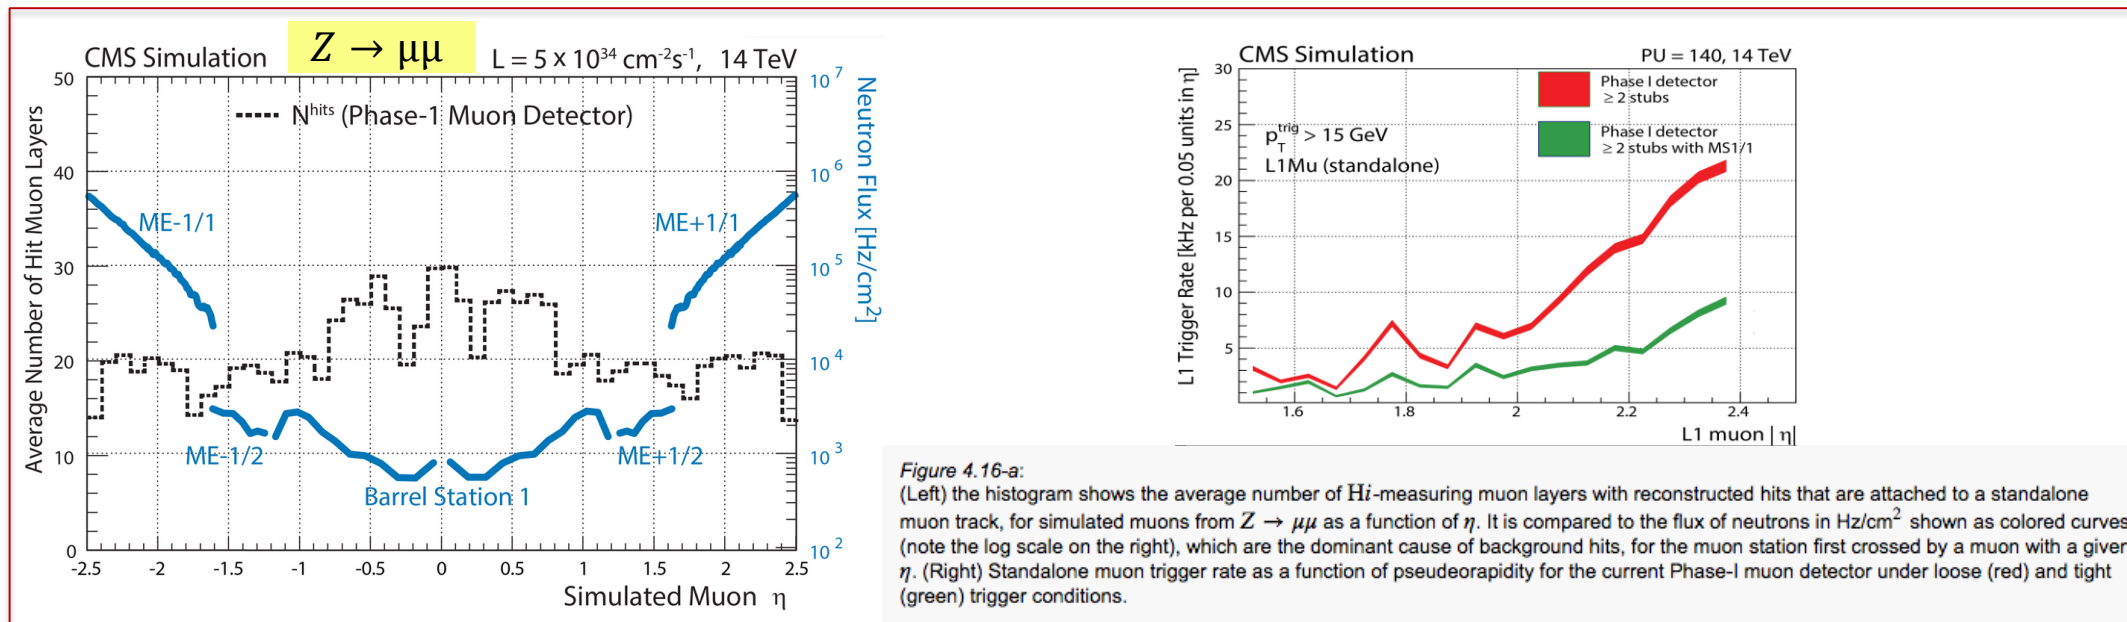 CMS Simulation
Z → μμ
L = 5 x 10³⁴ cm⁻²s⁻¹, 14 TeV
Nʰⁱᵗˢ (Phase-1 Muon Detector)
Average Number of Hit Muon Layers
50
40
30
20
10
0
ME-1/1
ME+1/1
ME-1/2
ME+1/2
Barrel Station 1
10⁷
10⁶
10⁵
10⁴
10³
10²
Neutron Flux [Hz/cm²]
-2.5 -2 -1.5 -1 -0.5 0 0.5 1 1.5 2 2.5
Simulated Muon η
CMS Simulation
PU = 140, 14 TeV
L1 Trigger Rate [kHz per 0.05 units in η]
30
25
20
15
10
5
Phase I detector
≥ 2 stubs
Phase I detector
≥ 2 stubs with MS1/1
p_T^trig > 15 GeV
L1Mu (standalone)
1.6 1.8 2 2.2 2.4
L1 muon | η|
Figure 4.16-a:
(Left) the histogram shows the average number of Hi-measuring muon layers with reconstructed hits that are attached to a standalone
muon track, for simulated muons from Z → μμ as a function of η. It is compared to the flux of neutrons in Hz/cm² shown as colored curves
(note the log scale on the right), which are the dominant cause of background hits, for the muon station first crossed by a muon with a given
η. (Right) Standalone muon trigger rate as a function of pseudeorapidity for the current Phase-I muon detector under loose (red) and tight
(green) trigger conditions.